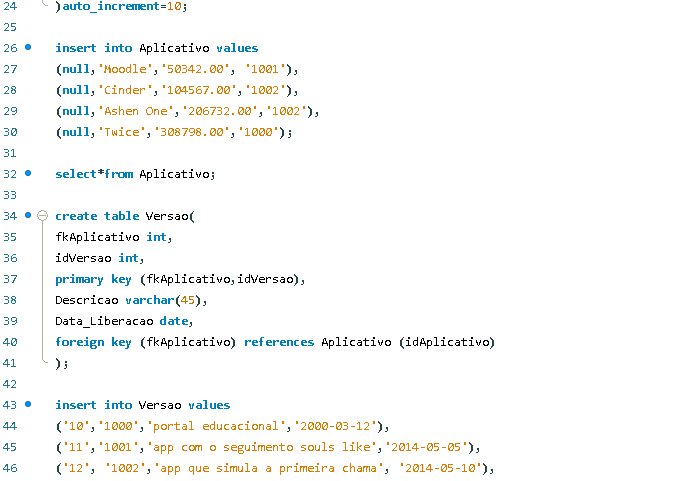 24 )auto_increment=10;
25
26 insert into Aplicativo values
27 (null,'Moodle','50342.00', '1001'),
28 (null,'Cinder','104567.00','1002'),
29 (null,'Ashen One','206732.00','1002'),
30 (null,'Twice','308798.00','1000');
31
32 select*from Aplicativo;
33
34 create table Versao(
35 fkAplicativo int,
36 idVersao int,
37 primary key (fkAplicativo,idVersao),
38 Descricao varchar(45),
39 Data_Liberacao date,
40 foreign key (fkAplicativo) references Aplicativo (idAplicativo)
41 );
42
43 insert into Versao values
44 ('10','1000','portal educacional','2000-03-12'),
45 ('11','1001','app com o seguimento souls like','2014-05-05'),
46 ('12', '1002','app que simula a primeira chama', '2014-05-10'),